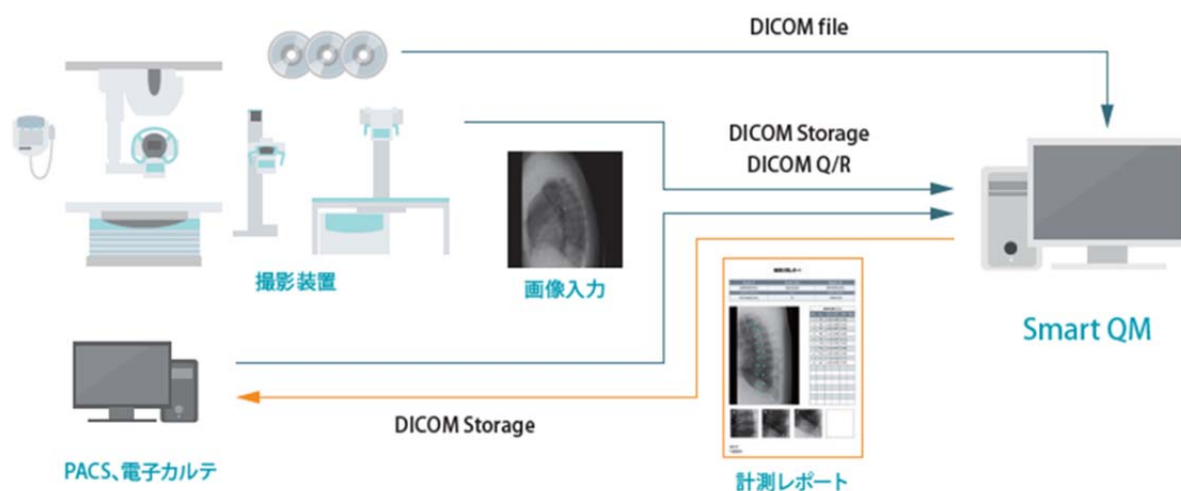 DICOM file
DICOM Storage
DICOM Q/R
撮影装置
画像入力
Smart QM
DICOM Storage
PACS、電子カルテ
計測レポート